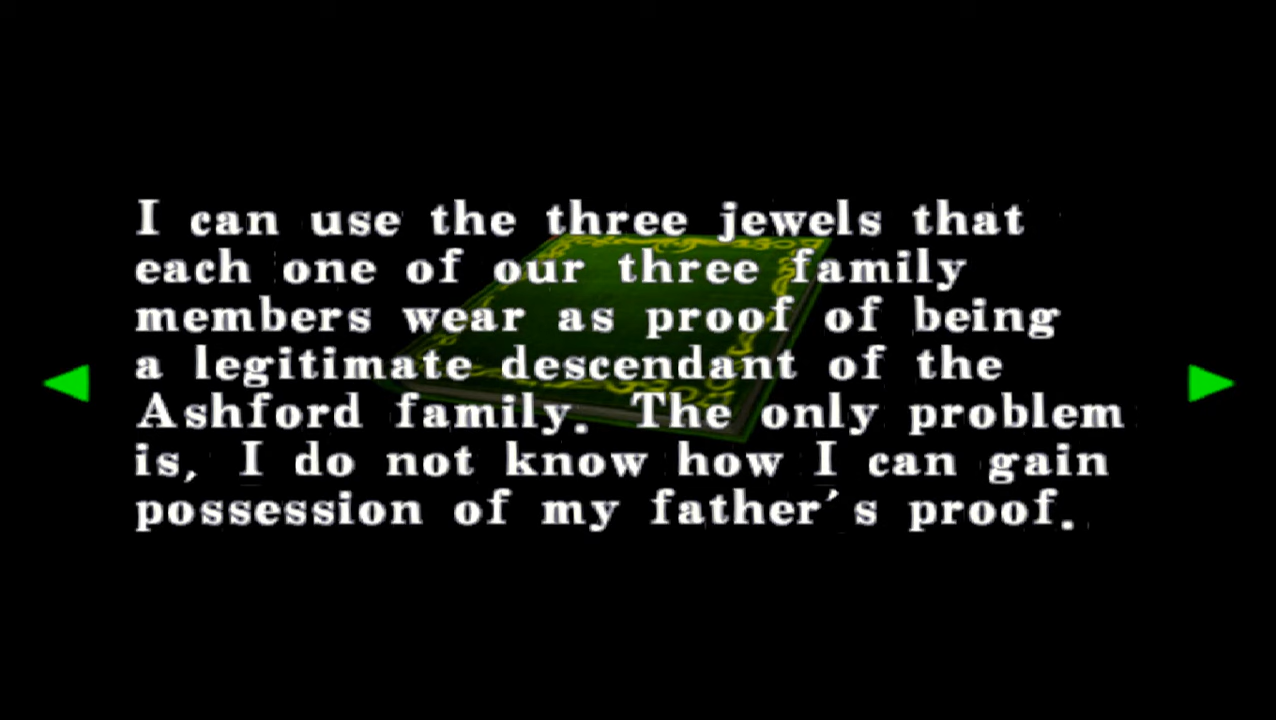 I can use the three jewels that
each one of our three family
members wear as proof of being
a legitimate descendant of the
Ashford family. The only problem
is, I do not know how I can gain
possession of my father's proof.